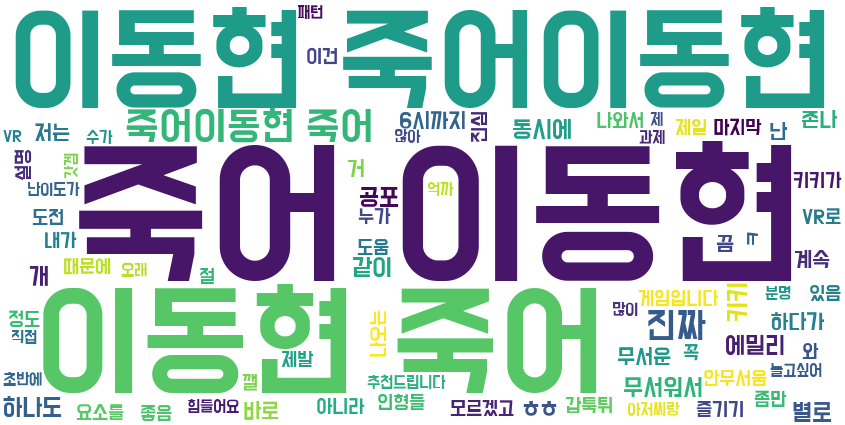 패턴
이동현 죽어이동현
이건
죽어이동현 죽어
6시까지
진심
동시에
나와서
제
과제
제일
마지막
난
존나
VR
저는
수가
않아
설명
갓겜
난이도가
죽어 이동현
거
공포
억까
누가
키키가
도전
내가
VR로
도움
끔
ㅋ
같이
계속
개
때문에
오래
절
이동현 죽어
게임입니다
키키
분명
있음
많이
정도
직접
나오는
진짜
하다가
제발
에밀리
와
무서운
꼭
늘고싶어
초반에
깰
추천드립니다
무서워서
안무서움
좀만
하나도
요소들
좋음
힘들어요
바로
아니라
인형들
모르겠고
ㅎㅎ
갑툭튀
아저씨랑
즐기기
별로